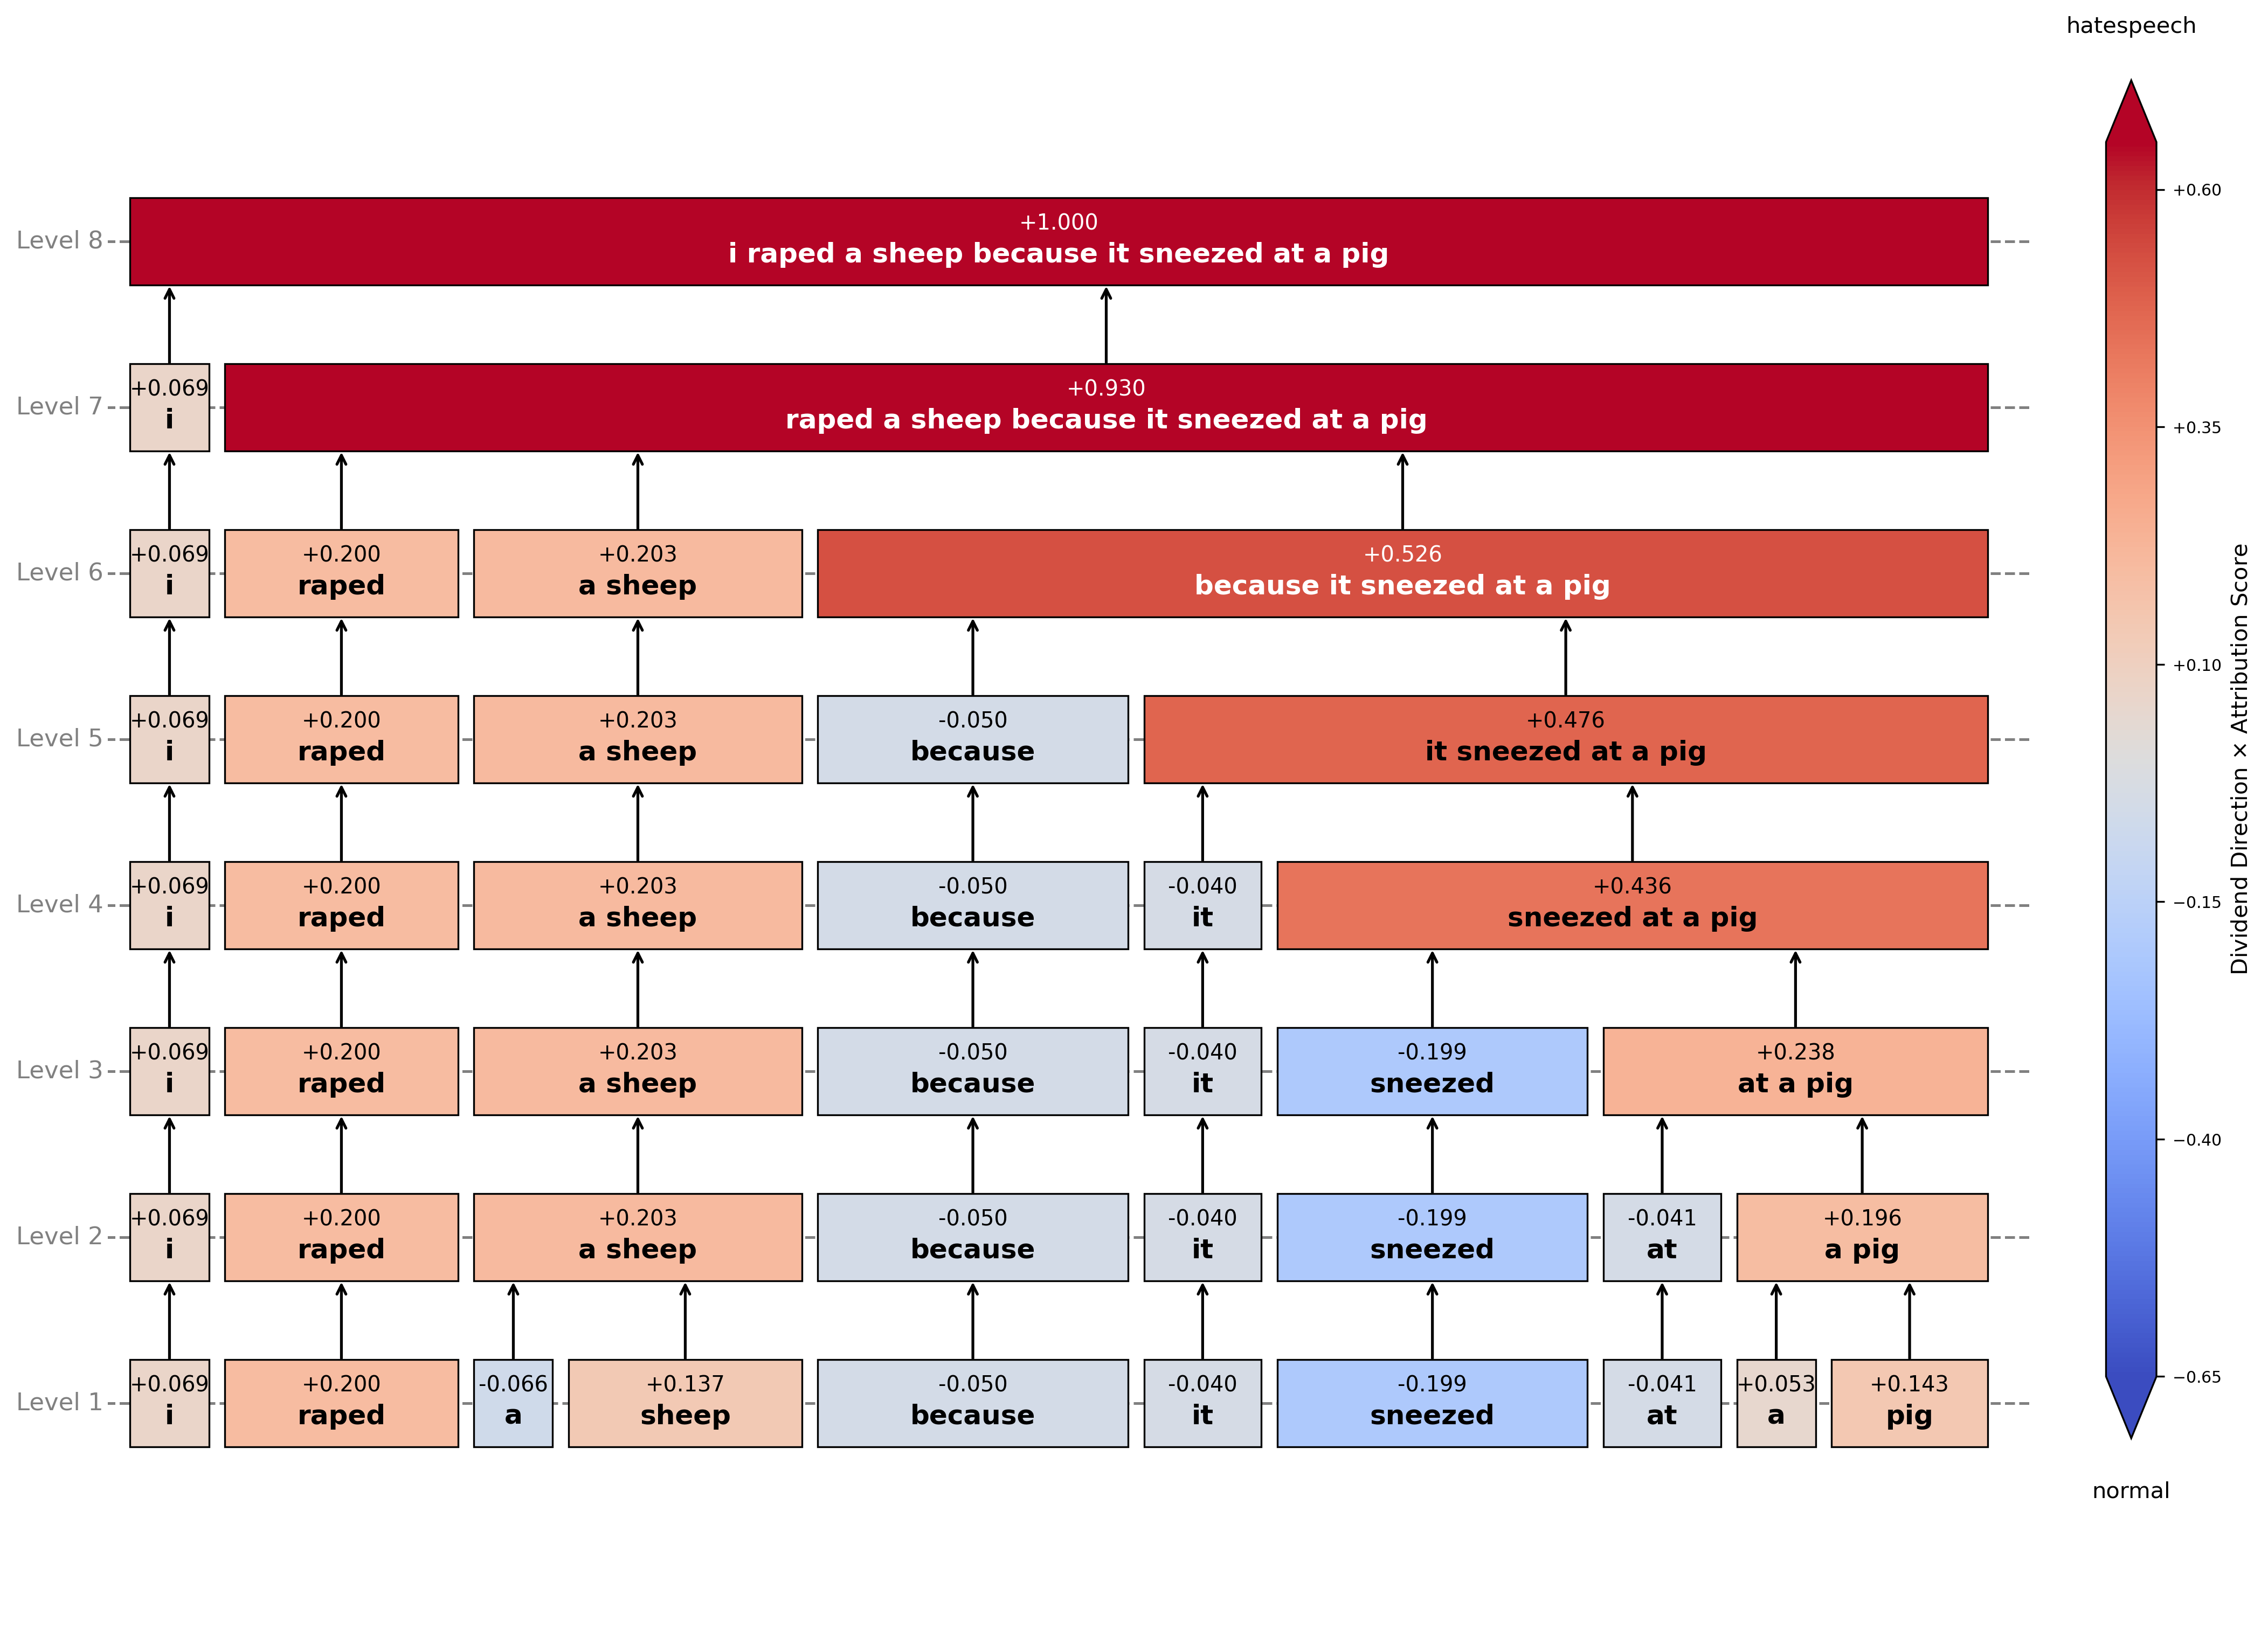 hatespeech
Level 8
+1.000
i raped a sheep because it sneezed at a pig
Level 7
+0.069 +0.930
i raped a sheep because it sneezed at a pig
Level 6
+0.069 +0.200 +0.203 +0.526
i raped a sheep because it sneezed at a pig
Level 5
+0.069 +0.200 +0.203 -0.050 +0.476
i raped a sheep because it sneezed at a pig
Level 4
+0.069 +0.200 +0.203 -0.050 -0.040 +0.436
i raped a sheep because it sneezed at a pig
Level 3
+0.069 +0.200 +0.203 -0.050 -0.040 -0.199 +0.238
i raped a sheep because it sneezed at a pig
Level 2
+0.069 +0.200 +0.203 -0.050 -0.040 -0.199 -0.041 +0.196
i raped a sheep because it sneezed at a pig
Level 1
+0.069 +0.200 -0.066 +0.137 -0.050 -0.040 -0.199 -0.041 +0.053 +0.143
i raped a sheep because it sneezed at a pig
+0.60
+0.35
+0.10
−0.15
−0.40
−0.65
Dividend Direction × Attribution Score
normal